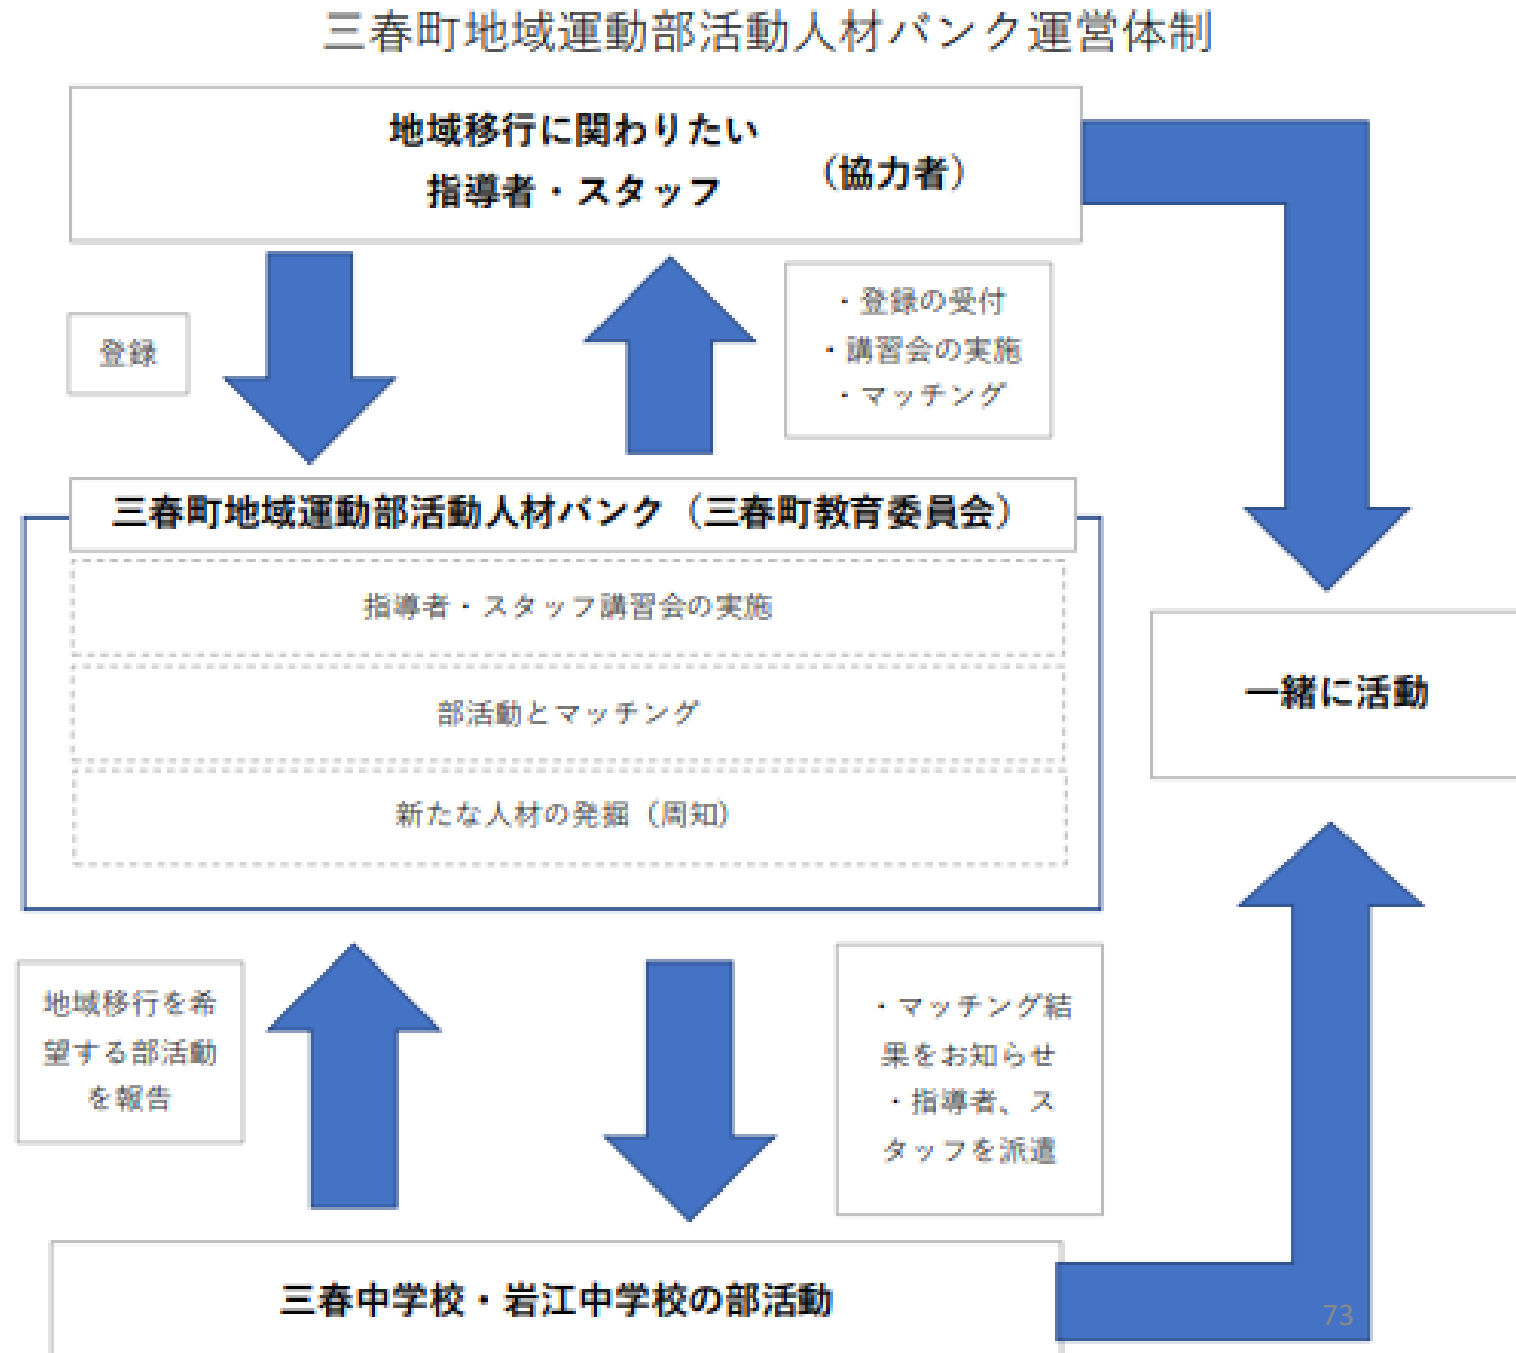 三春町地域運動部活動人材バンク運営体制
地域移行に関わりたい
指導者・スタッフ
（協力者）
登録
・登録の受付
・講習会の実施
・マッチング
三春町地域運動部活動人材バンク（三春町教育委員会）
指導者・スタッフ講習会の実施
部活動とマッチング
新たな人材の発掘（周知）
一緒に活動
地域移行を希
望する部活動
を報告
・マッチング結
果をお知らせ
・指導者、ス
タッフを派遣
三春中学校・岩江中学校の部活動
73